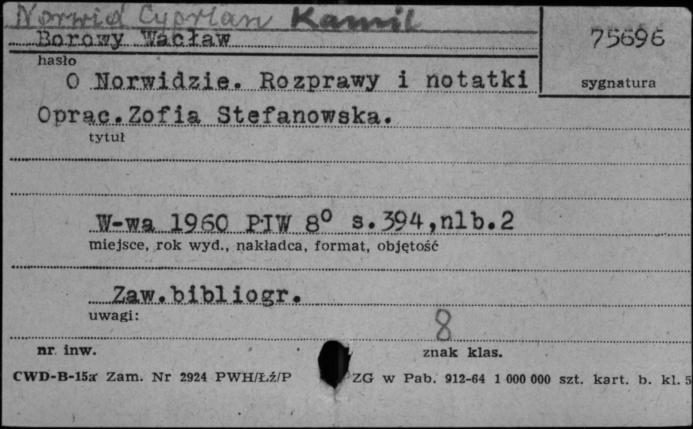 Norwid Cyprian Kamil
Borowy Wacław
75696
hasło
sygnatura
O Norwidzie. Rozprawy i notatki
Oprac.Zofia Stefanowska.
tytuł
W-wa 1960 PIW 8° s.394,nlb.2
miejsce, rok wyd., nakładca, format, objętość
Zaw.bibliogr.
uwagi:
8
nr. inw.
znak klas.
CWD-B-15a Zam. Nr 2924 PWH/Łź/P ZG w Pab. 912-64 1 000 000 szt. kart. b. kl. 5